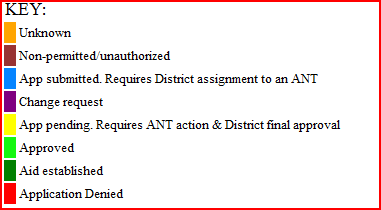 KEY:
Unknown
Non-permitted/unauthorized
App submitted. Requires District assignment to an ANT
Change request
App pending. Requires ANT action & District final approval
Approved
Aid established
Application Denied